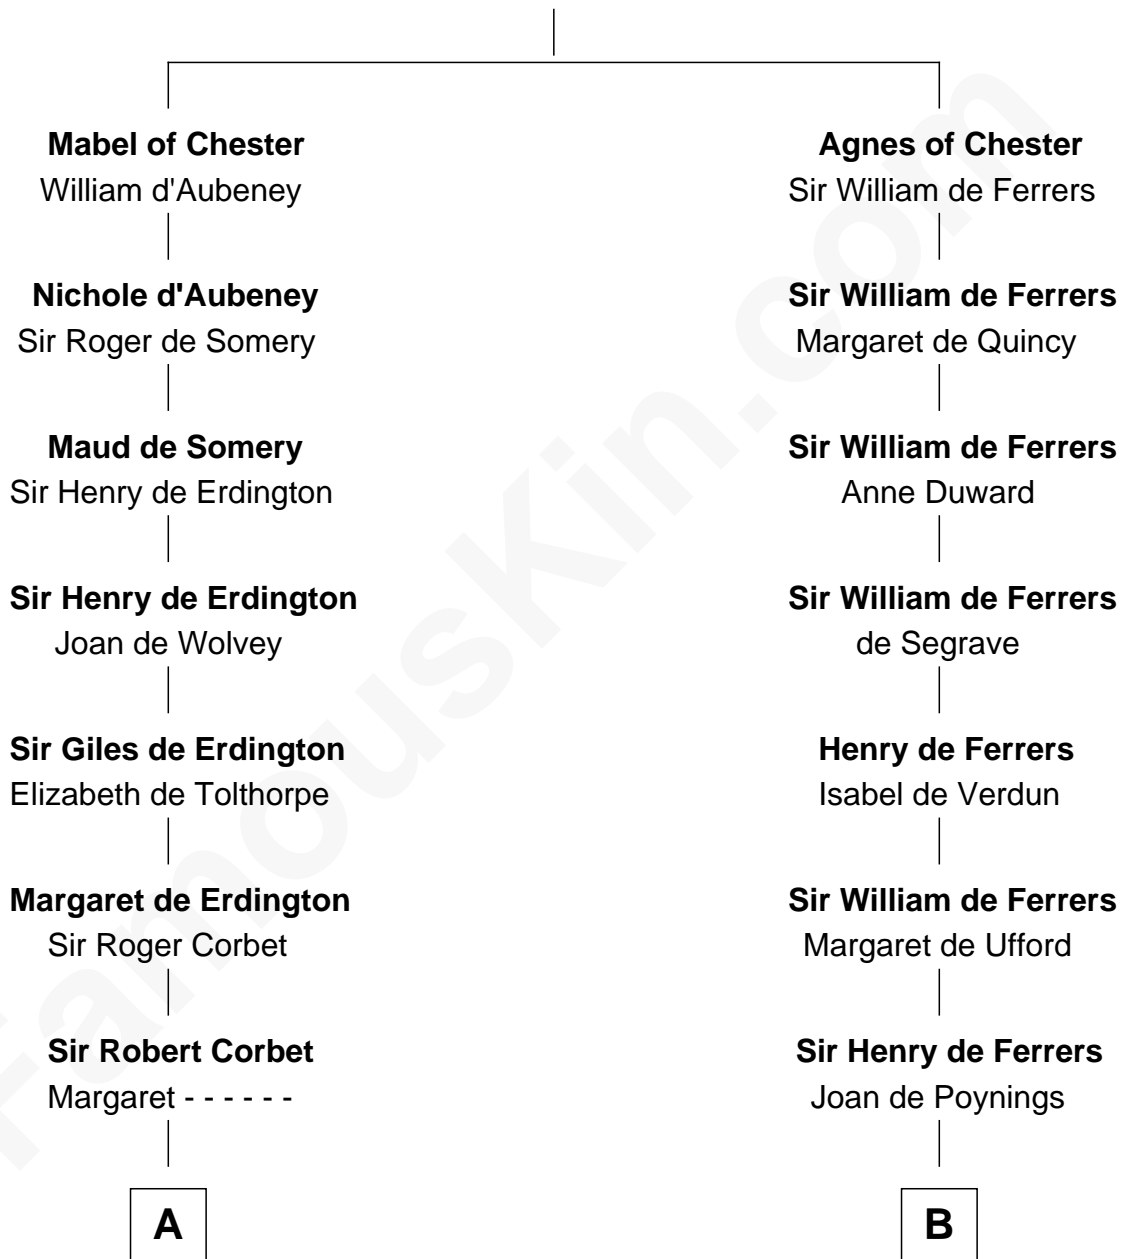 Mabel of Chester
William d'Aubeney
Agnes of Chester
Sir William de Ferrers
Nichole d'Aubeney
Sir Roger de Somery
Sir William de Ferrers
Margaret de Quincy
Maud de Somery
Sir Henry de Erdington
Sir William de Ferrers
Anne Duward
Sir Henry de Erdington
Joan de Wolvey
Sir William de Ferrers
de Segrave
Sir Giles de Erdington
Elizabeth de Tolthorpe
Henry de Ferrers
Isabel de Verdun
Margaret de Erdington
Sir Roger Corbet
Sir William de Ferrers
Margaret de Ufford
Sir Robert Corbet
Margaret - - - - - -
Sir Henry de Ferrers
Joan de Poynings
A
B
FamousKin.com